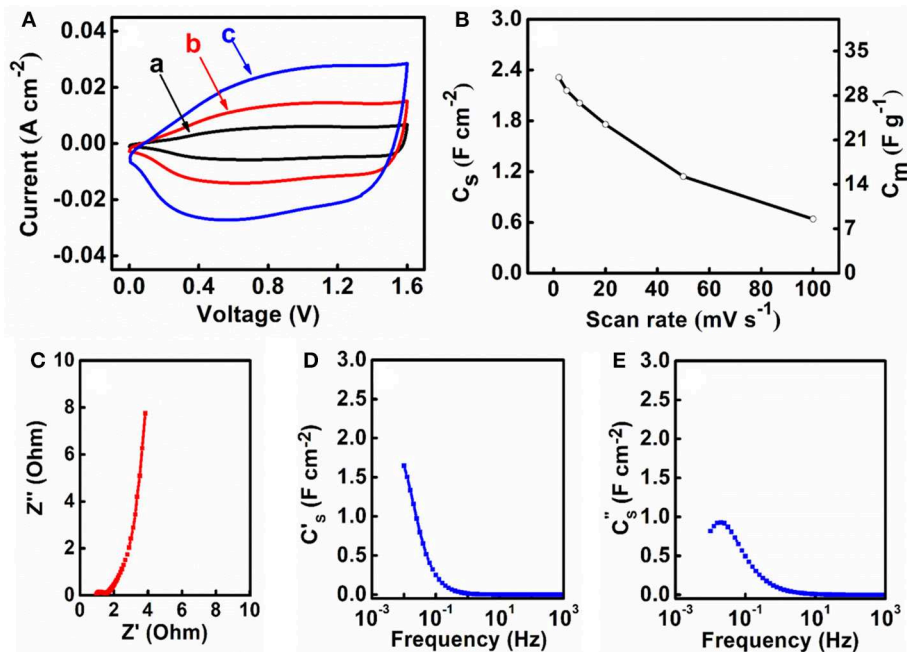 A
0.04
0.02
0.00
-0.02
-0.04
Current (A cm-2)
a
b
c
0.0 0.4 0.8 1.2 1.6
Voltage (V)
B
3.0
2.4
1.8
1.2
0.6
0.0
Cs (F cm-2)
35
28
21
14
7
0
Cm (F g-1)
0 20 40 60 80 100
Scan rate (mV s-1)
C
10
8
6
4
2
0
Z'' (Ohm)
0 2 4 6 8 10
Z' (Ohm)
D
3.0
2.5
2.0
1.5
1.0
0.5
0.0
C's (F cm-2)
10-3 10-1 101 103
Frequency (Hz)
E
3.0
2.5
2.0
1.5
1.0
0.5
0.0
Cs'' (F cm-2)
10-3 10-1 101 103
Frequency (Hz)